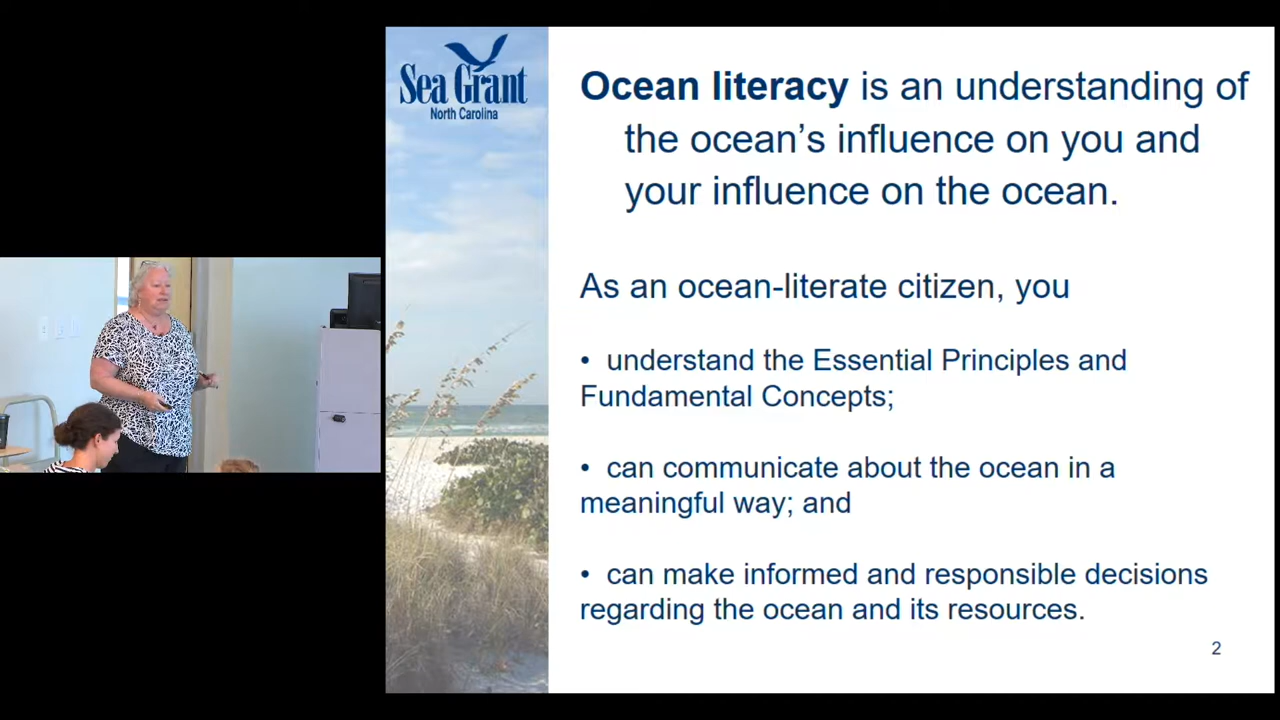 Sea Grant
North Carolina
Ocean literacy is an understanding of
the ocean’s influence on you and
your influence on the ocean.
As an ocean-literate citizen, you
• understand the Essential Principles and
Fundamental Concepts;
• can communicate about the ocean in a
meaningful way; and
• can make informed and responsible decisions
regarding the ocean and its resources.
2